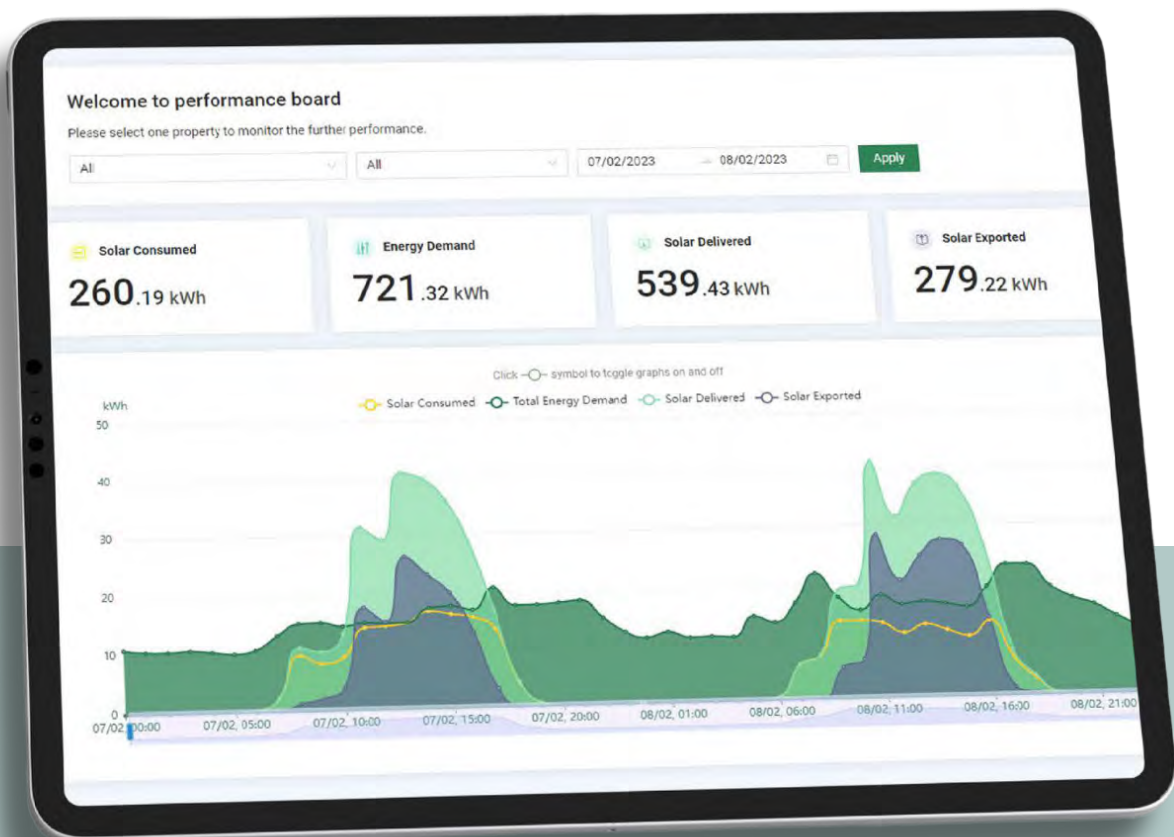 Welcome to performance board
Please select one property to monitor the further performance.
All All 07/02/2023 → 08/02/2023 Apply
Solar Consumed Energy Demand Solar Delivered Solar Exported
260.19 kWh 721.32 kWh 539.43 kWh 279.22 kWh
Click symbol to toggle graphs on and off
Solar Consumed Total Energy Demand Solar Delivered Solar Exported
kWh
50
40
30
20
10
0
07/02, 00:00 07/02, 05:00 07/02, 10:00 07/02, 15:00 07/02, 20:00 08/02, 01:00 08/02, 06:00 08/02, 11:00 08/02, 16:00 08/02, 21:00